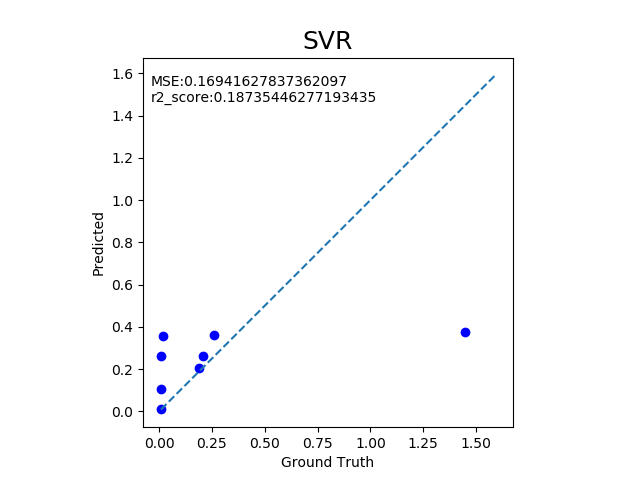 SVR
MSE:0.16941627837362097
r2_score:0.18735446277193435
1.6
1.4
1.2
1.0
0.8
0.6
0.4
0.2
0.0
Predicted
0.00 0.25 0.50 0.75 1.00 1.25 1.50
Ground Truth